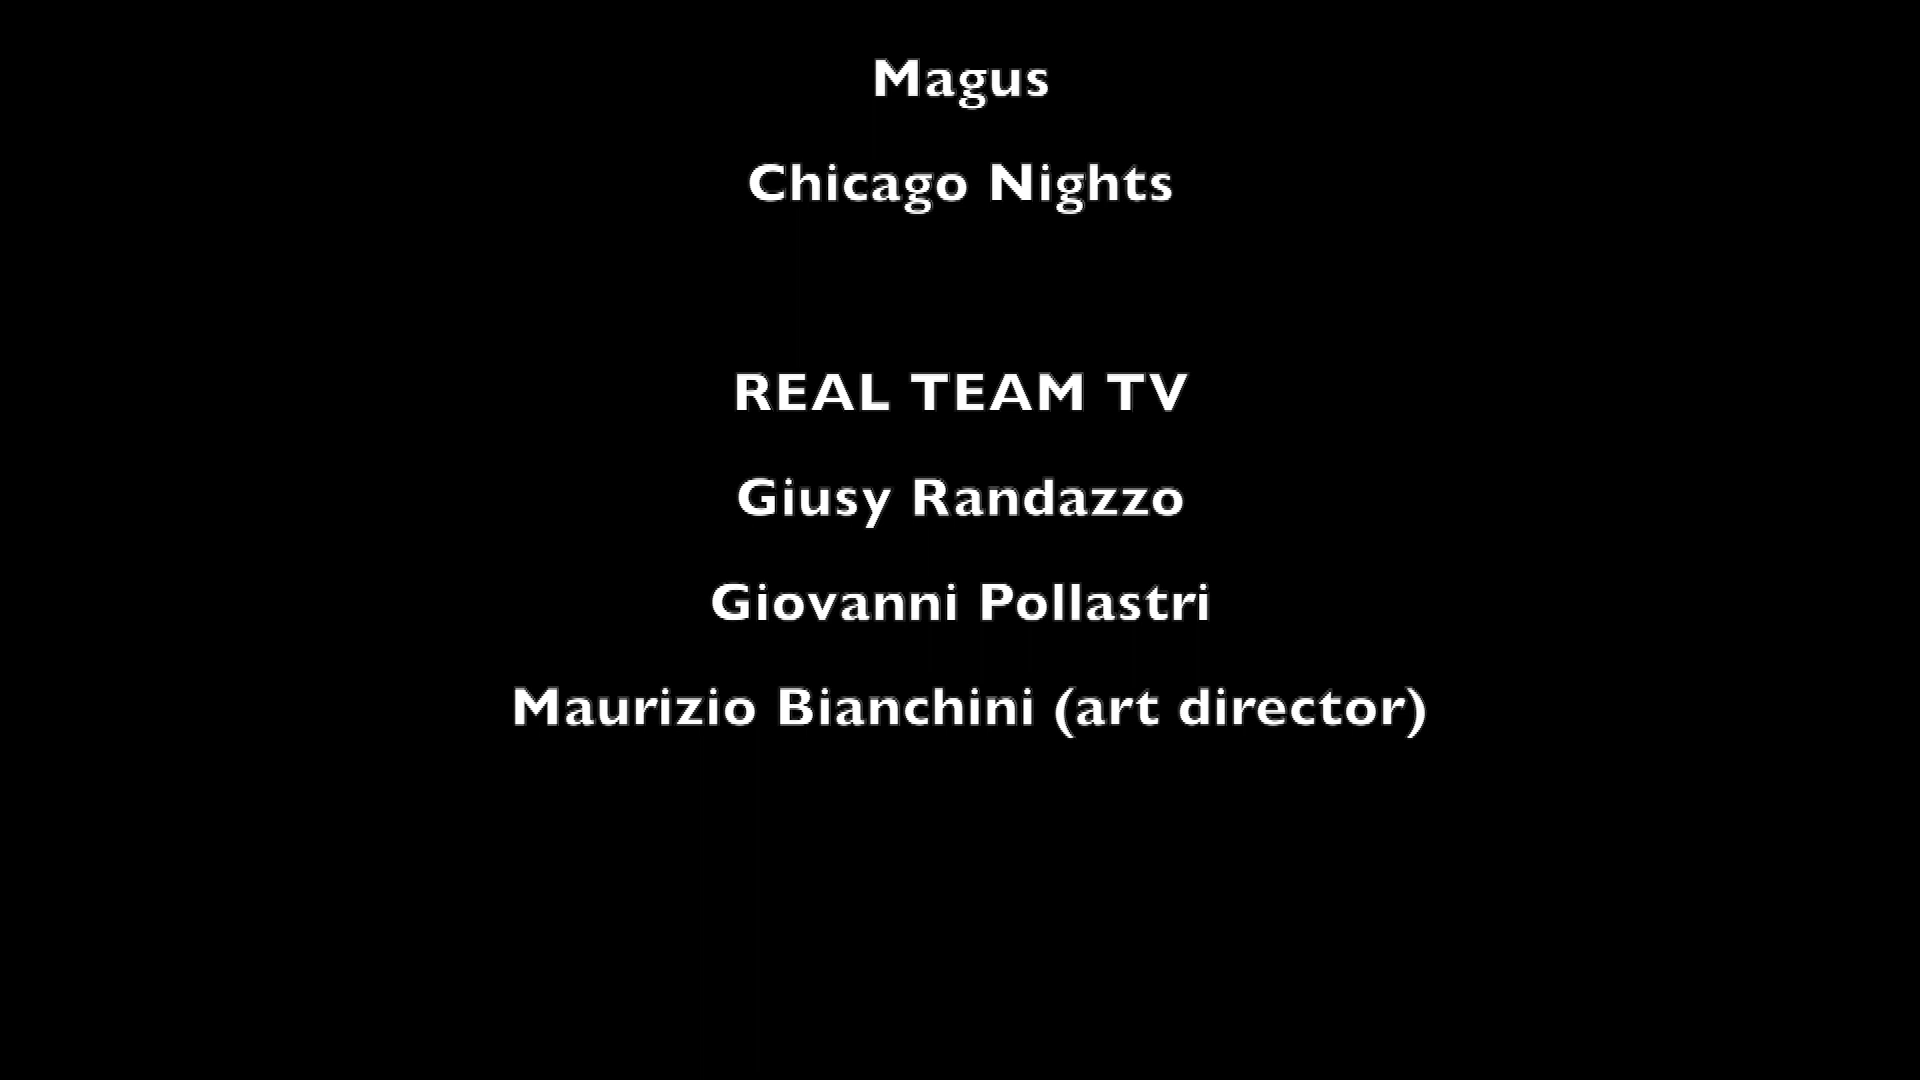 Magus
Chicago Nights
REAL TEAM TV
Giusy Randazzo
Giovanni Pollastri
Maurizio Bianchini (art director)